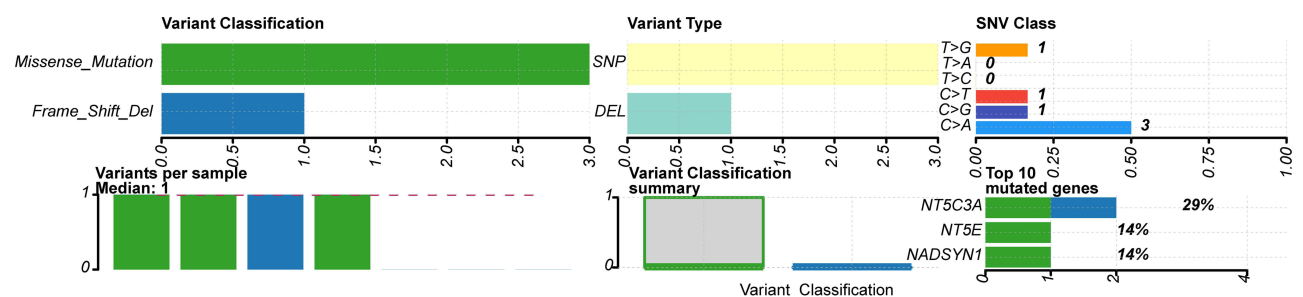 Variant Classification
Missense_Mutation
Frame_Shift_Del
0.0 0.5 1.0 1.5 2.0 2.5 3.0
Variant Type
SNP
DEL
0.0 0.5 1.0 1.5 2.0 2.5 3.0
SNV Class
T>G 1
T>A 0
T>C 0
C>T 1
C>G 1
C>A 3
0.00 0.25 0.50 0.75 1.00
Variants per sample
Median: 1
1
0
Variant Classification
summary
1
0
Variant Classification
Top 10
mutated genes
NT5C3A 29%
NT5E 14%
NADSYN1 14%
0 1 2 4